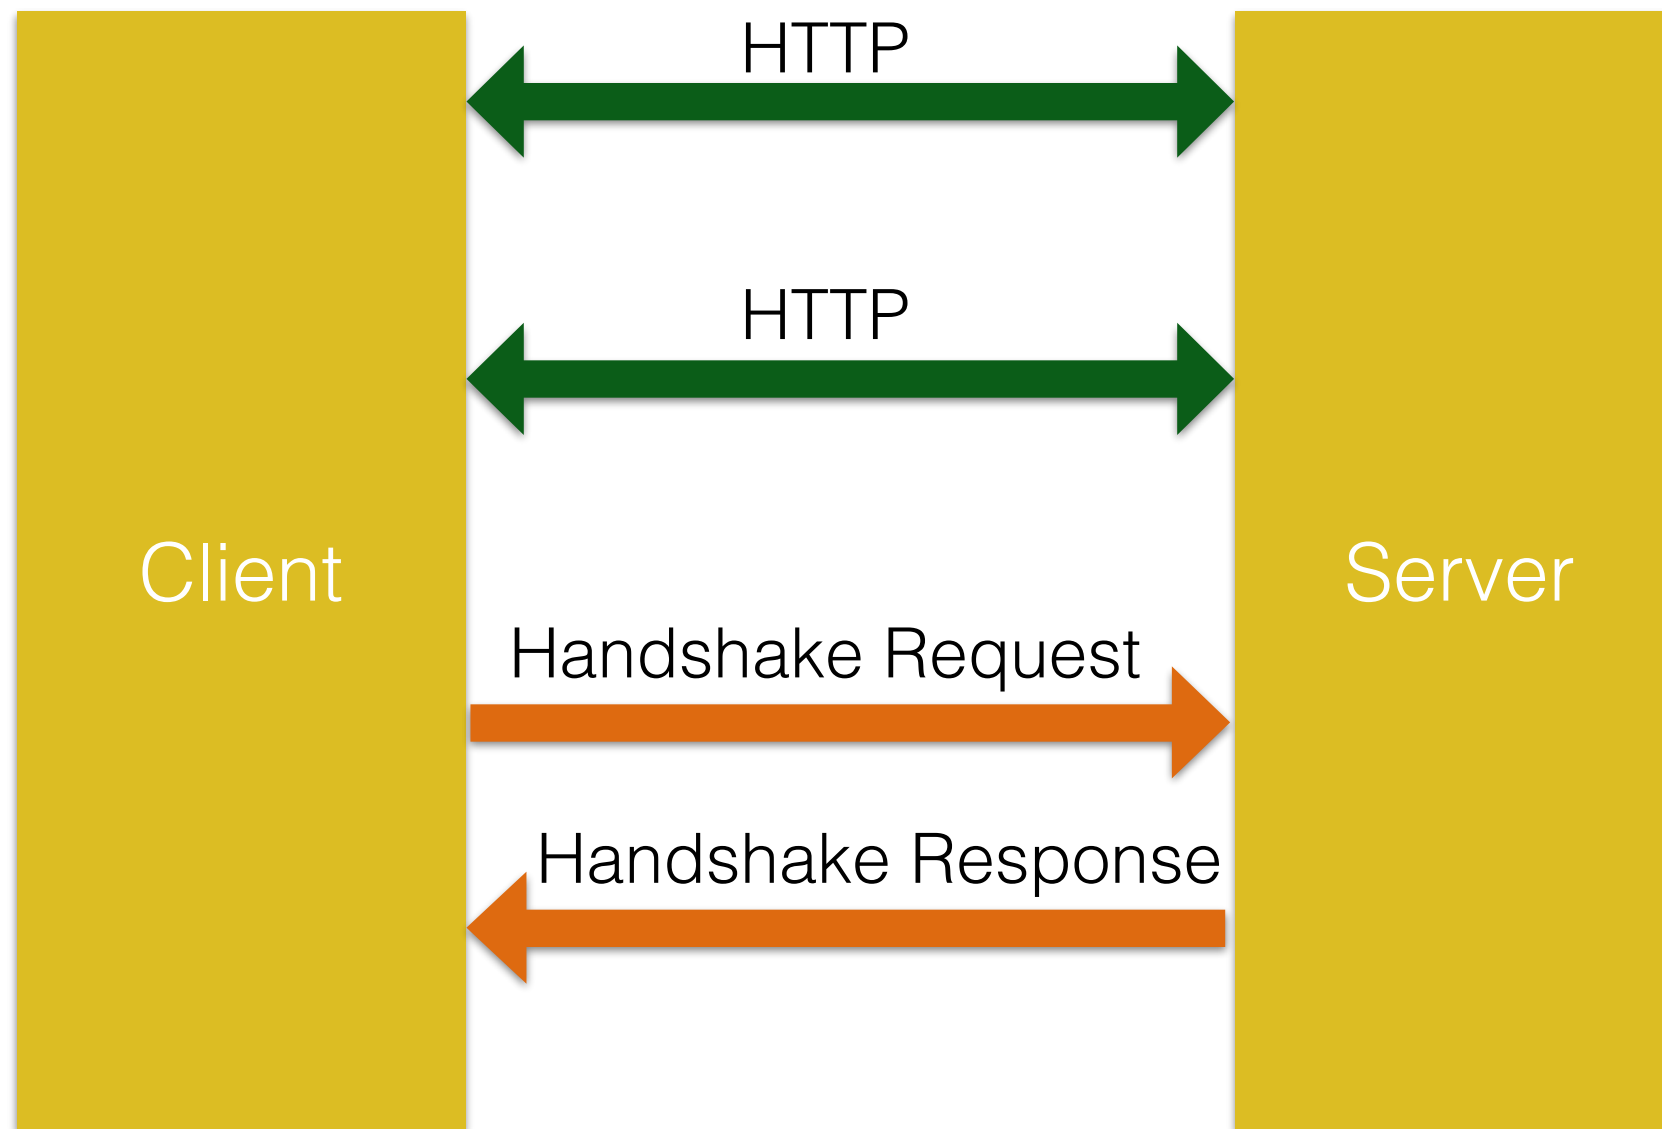 HTTP
HTTP
Client
Server
Handshake Request
Handshake Response